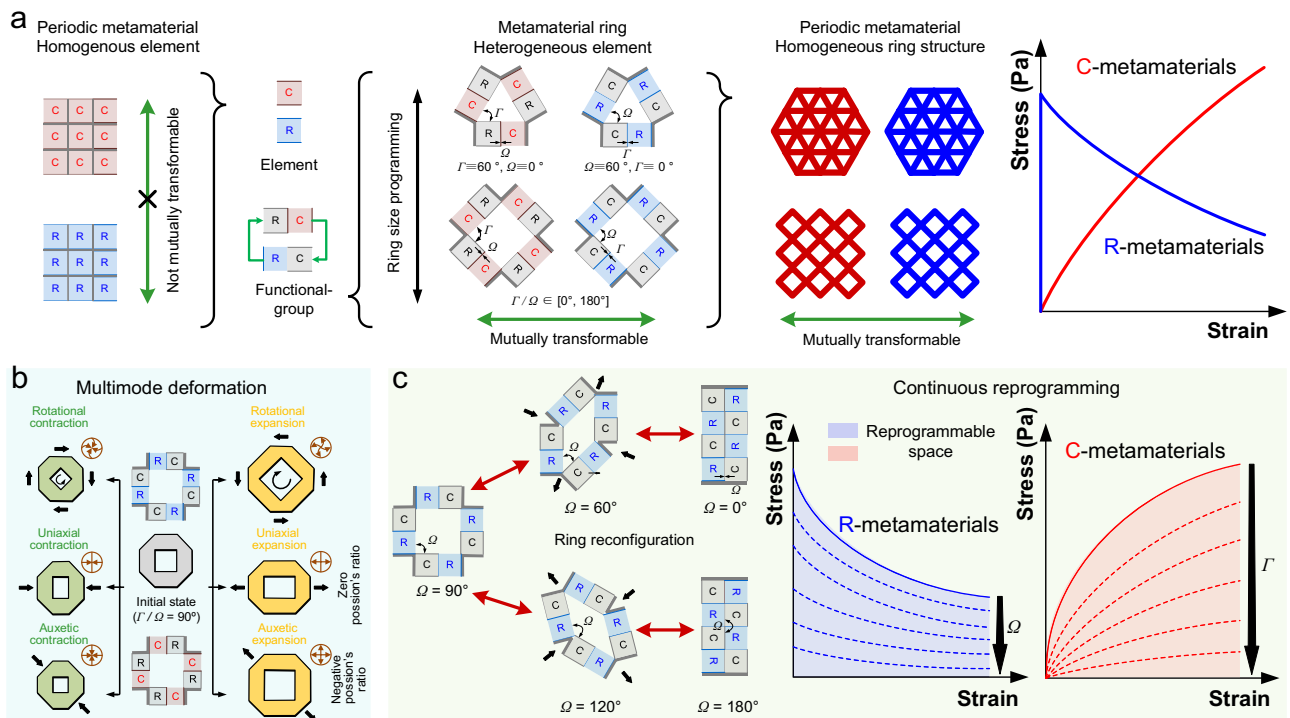 a
Periodic metamaterial
Homogenous element
C C C
C C C
C C C
R R R
R R R
R R R
Not mutually transformable
C
R
Element
R C
R C
Functional-
group
Ring size programming
Metamaterial ring
Heterogeneous element
R C
C R
Γ
R C
Ω
Γ≡60 °, Ω≡0 °
C R
R C
Ω
C R
Γ
Ω≡60 °, Γ≡ 0 °
R C
C R
Γ
R C
Ω
C R
C R
R C
Ω
C R
Γ
R C
Γ / Ω ∈ [0°, 180°]
Mutually transformable
Periodic metamaterial
Homogeneous ring structure
Mutually transformable
Stress (Pa)
C-metamaterials
R-metamaterials
Strain
b
Multimode deformation
Rotational
contraction
Rotational
expansion
R C
C R
R C
C R
Uniaxial
contraction
Uniaxial
expansion
Initial state
(Γ / Ω = 90°)
Zero
possion's ratio
Auxetic
contraction
Auxetic
expansion
C R
R C
C R
R C
Negative
possion's
ratio
c
Continuous reprogramming
R C
C R
R C
Ω
C R
Ω = 90°
R C
C R
R C
Ω
C R
Ω = 60°
C R
R C
C R
R C
Ω
Ω = 0°
Ring reconfiguration
R C
C R
R C
Ω
C R
Ω = 120°
C R
R C
Ω
C R
R C
Ω = 180°
Stress (Pa)
Reprogrammable
space
R-metamaterials
Ω
Strain
Stress (Pa)
C-metamaterials
Γ
Strain